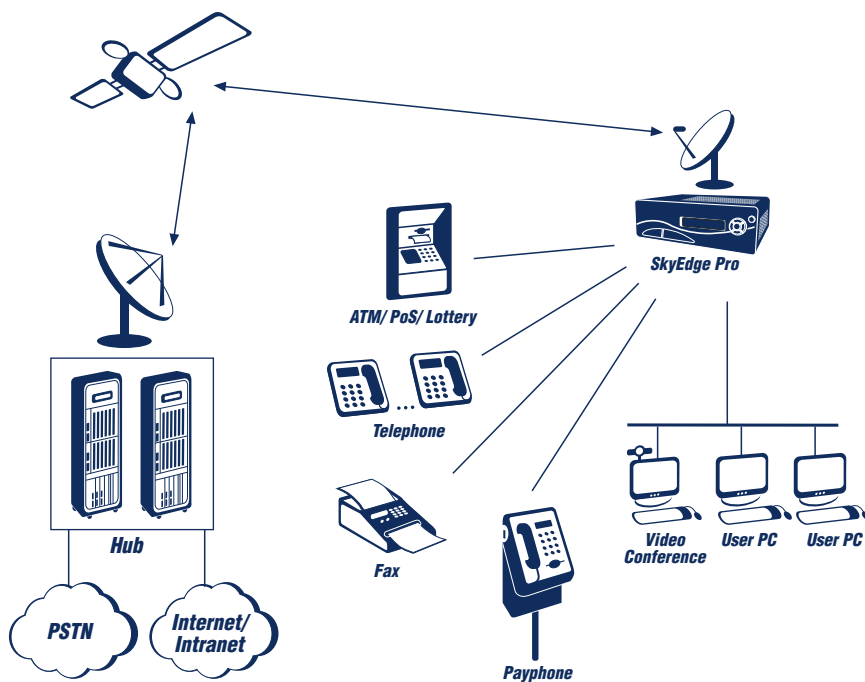 SkyEdge Pro
ATM/ PoS/ Lottery
...
Telephone
Hub
Fax
Video
Conference
User PC
User PC
PSTN
Internet/
Intranet
Payphone